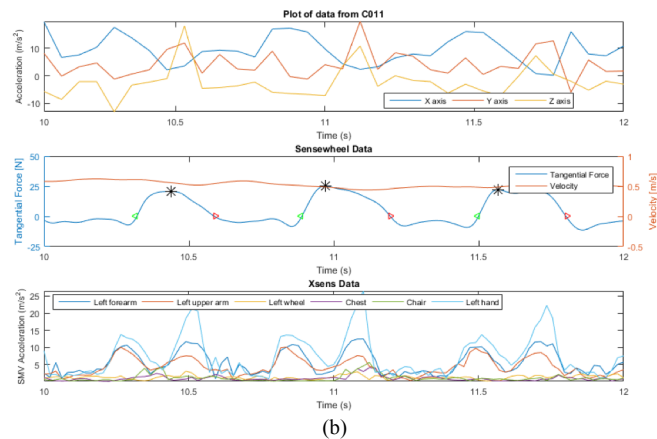 Plot of data from C011
Acceleration (m/s²)
10
0
-10
X axis Y axis Z axis
10 10.5 11 11.5 12
Time (s)
Sensewheel Data
Tangential Force [N]
50
25
0
-25
Tangential Force
Velocity
1
0.5
0
-0.5
Velocity [m/s]
10 10.5 11 11.5 12
Time (s)
Xsens Data
SMV Acceleration (m/s²)
25
20
15
10
5
Left forearm Left upper arm Left wheel Chest Chair Left hand
10 10.5 11 11.5 12
Time (s)
(b)